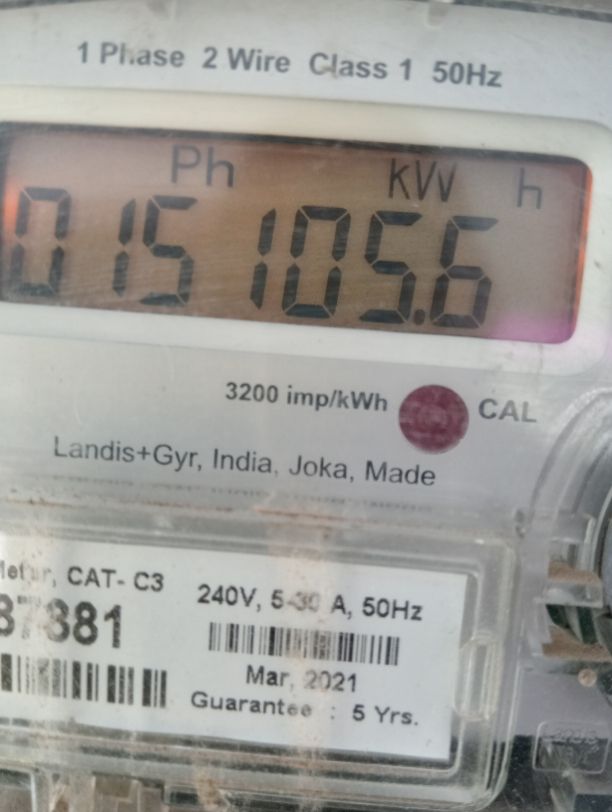 1 Phase 2 Wire Class 1 50Hz
Ph kW h
015105.6
3200 imp/kWh CAL
Landis+Gyr, India, Joka, Made
CAT- C3
240V, 5-30 A, 50Hz
87881
Mar, 2021
Guarantee : 5 Yrs.